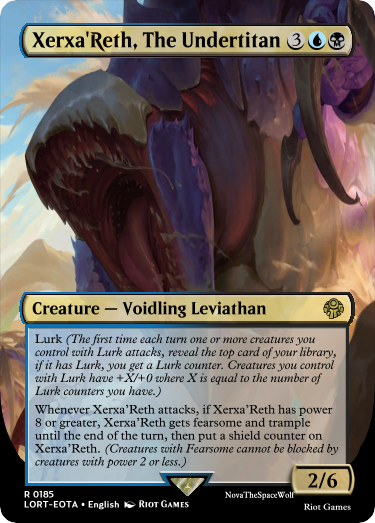 Xerxa'Reth, The Undertitan 3
Creature — Voidling Leviathan
Lurk (The first time each turn one or more creatures you
control with Lurk attacks, reveal the top card of your library,
if it has Lurk, you get a Lurk counter. Creatures you control
with Lurk have +X/+0 where X is equal to the number of
Lurk counters you have.)
Whenever Xerxa'Reth attacks, if Xerxa'Reth has power
8 or greater, Xerxa'Reth gets fearsome and trample
until the end of the turn, then put a shield counter on
Xerxa'Reth. (Creatures with Fearsome cannot be blocked by
creatures with power 2 or less.)
2/6
R 0185
LORT-EOTA • English Riot Games
NovaTheSpaceWolf
Riot Games